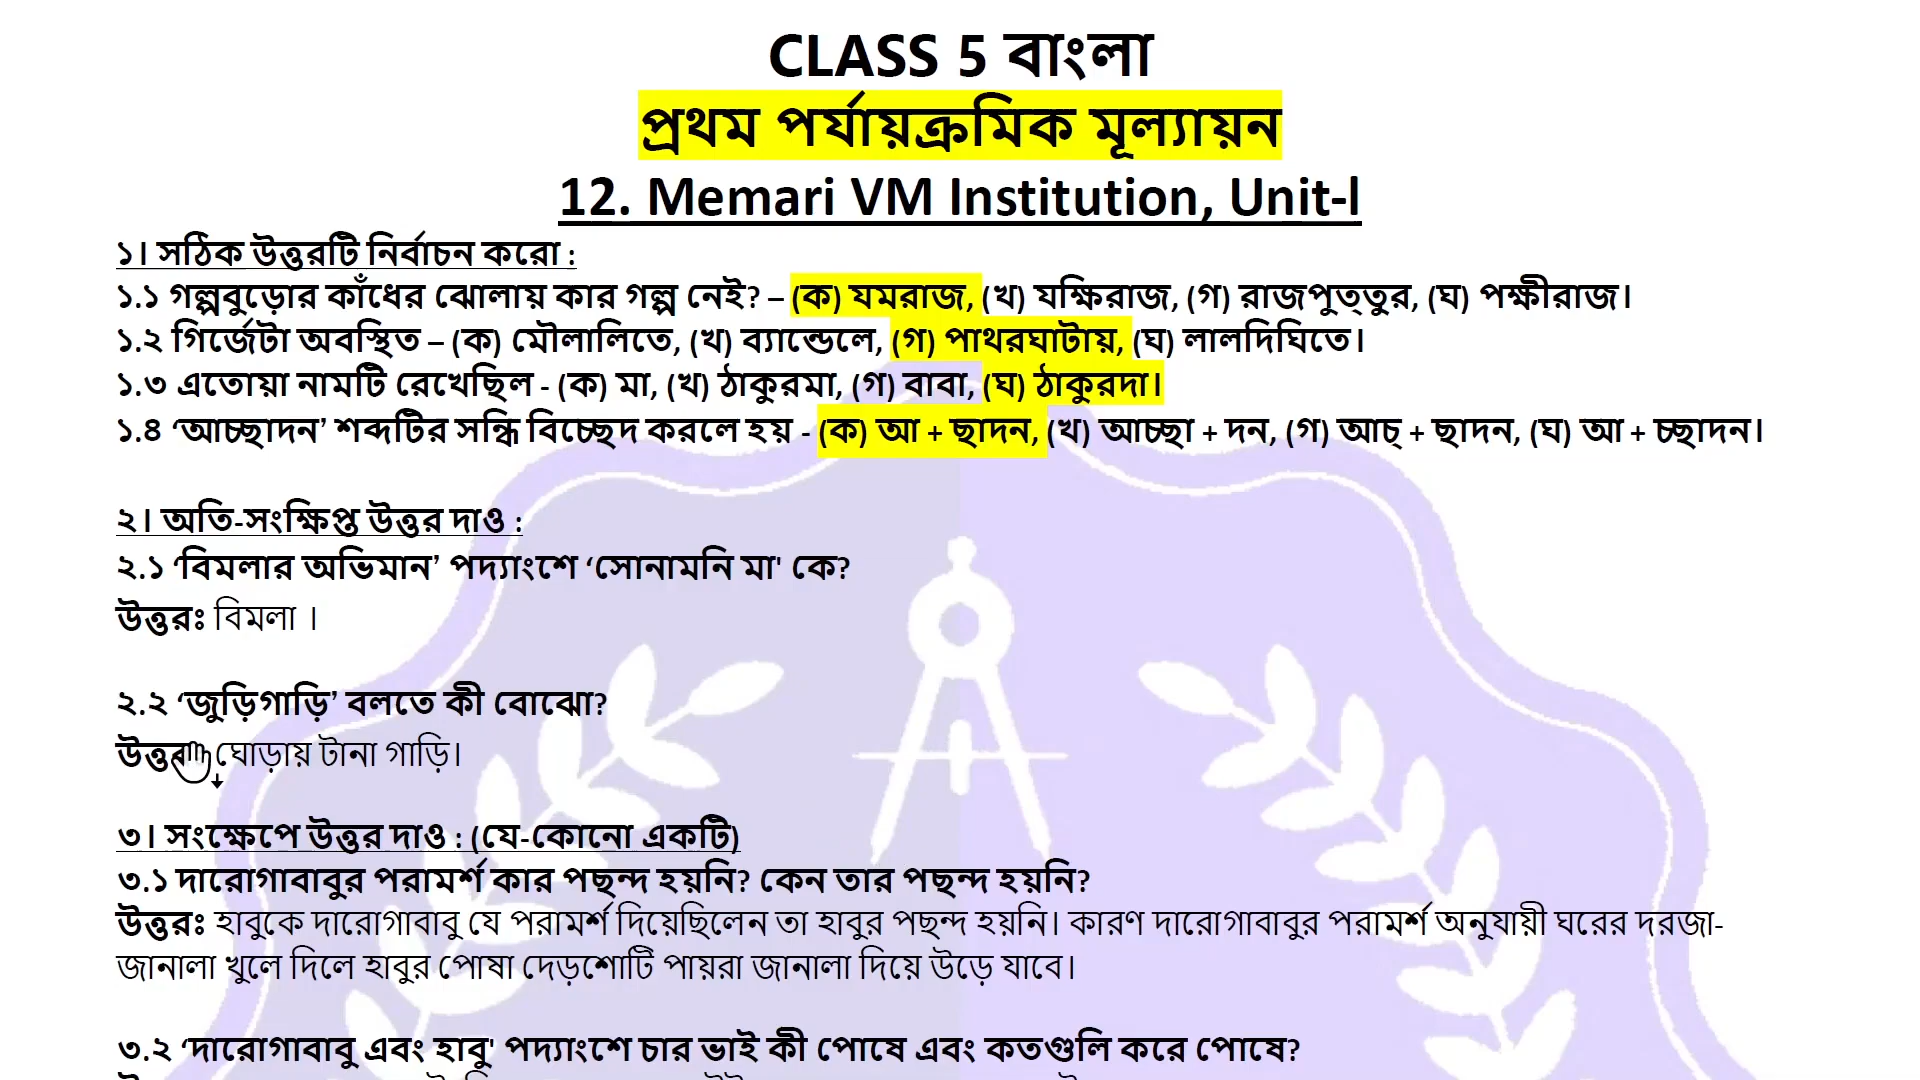 CLASS 5 বাংলা
প্রথম পর্যায়ক্রমিক মূল্যায়ন
12. Memari VM Institution, Unit-l
১। সঠিক উত্তরটি নির্বাচন করো :
১.১ গল্পবুড়োর কাঁধের ঝোলায় কার গল্প নেই? – (ক) যমরাজ, (খ) যক্ষিরাজ, (গ) রাজপুত্তুর, (ঘ) পক্ষীরাজ।
১.২ গির্জেটা অবস্থিত – (ক) মৌলালিতে, (খ) ব্যান্ডেলে, (গ) পাথরঘাটায়, (ঘ) লালদিঘিতে।
১.৩ এতোয়া নামটি রেখেছিল - (ক) মা, (খ) ঠাকুরমা, (গ) বাবা, (ঘ) ঠাকুরদা।
১.৪ ‘আচ্ছাদন’ শব্দটির সন্ধি বিচ্ছেদ করলে হয় - (ক) আ + ছাদন, (খ) আচ্ছা + দন, (গ) আচ্ + ছাদন, (ঘ) আ + চ্ছাদন।
২। অতি-সংক্ষিপ্ত উত্তর দাও :
২.১ ‘বিমলার অভিমান’ পদ্যাংশে ‘সোনামনি মা' কে?
উত্তরঃ বিমলা ।
২.২ ‘জুড়িগাড়ি’ বলতে কী বোঝো?
ঘোড়ায় টানা গাড়ি।
৩। সংক্ষেপে উত্তর দাও : (যে-কোনো একটি)
৩.১ দারোগাবাবুর পরামর্শ কার পছন্দ হয়নি? কেন তার পছন্দ হয়নি?
উত্তরঃ হাবুকে দারোগাবাবু যে পরামর্শ দিয়েছিলেন তা হাবুর পছন্দ হয়নি। কারণ দারোগাবাবুর পরামর্শ অনুযায়ী ঘরের দরজা-
জানালা খুলে দিলে হাবুর পোষা দেড়শোটি পায়রা জানালা দিয়ে উড়ে যাবে।
৩.২ ‘দারোগাবাবু এবং হাবু' পদ্যাংশে চার ভাই কী পোষে এবং কতগুলি করে পোষে?